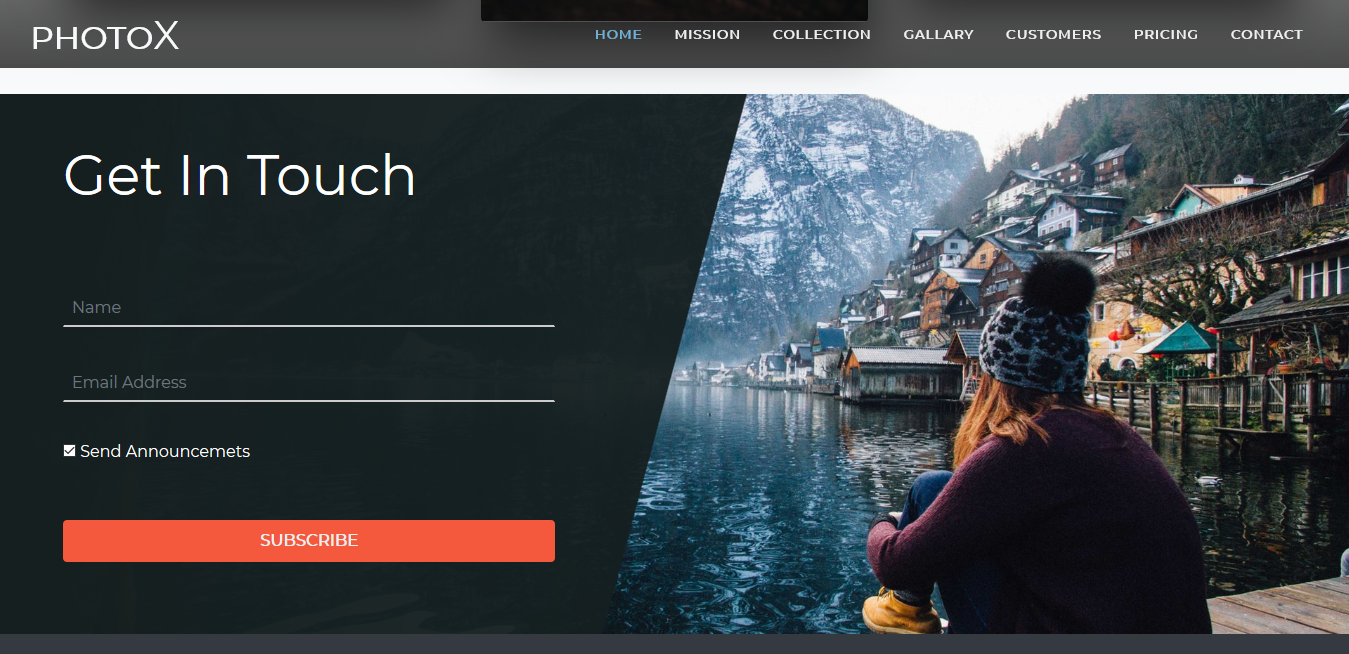 PHOTOX
HOME MISSION COLLECTION GALLARY CUSTOMERS PRICING CONTACT
Get In Touch
Name
Email Address
Send Announcemets
SUBSCRIBE